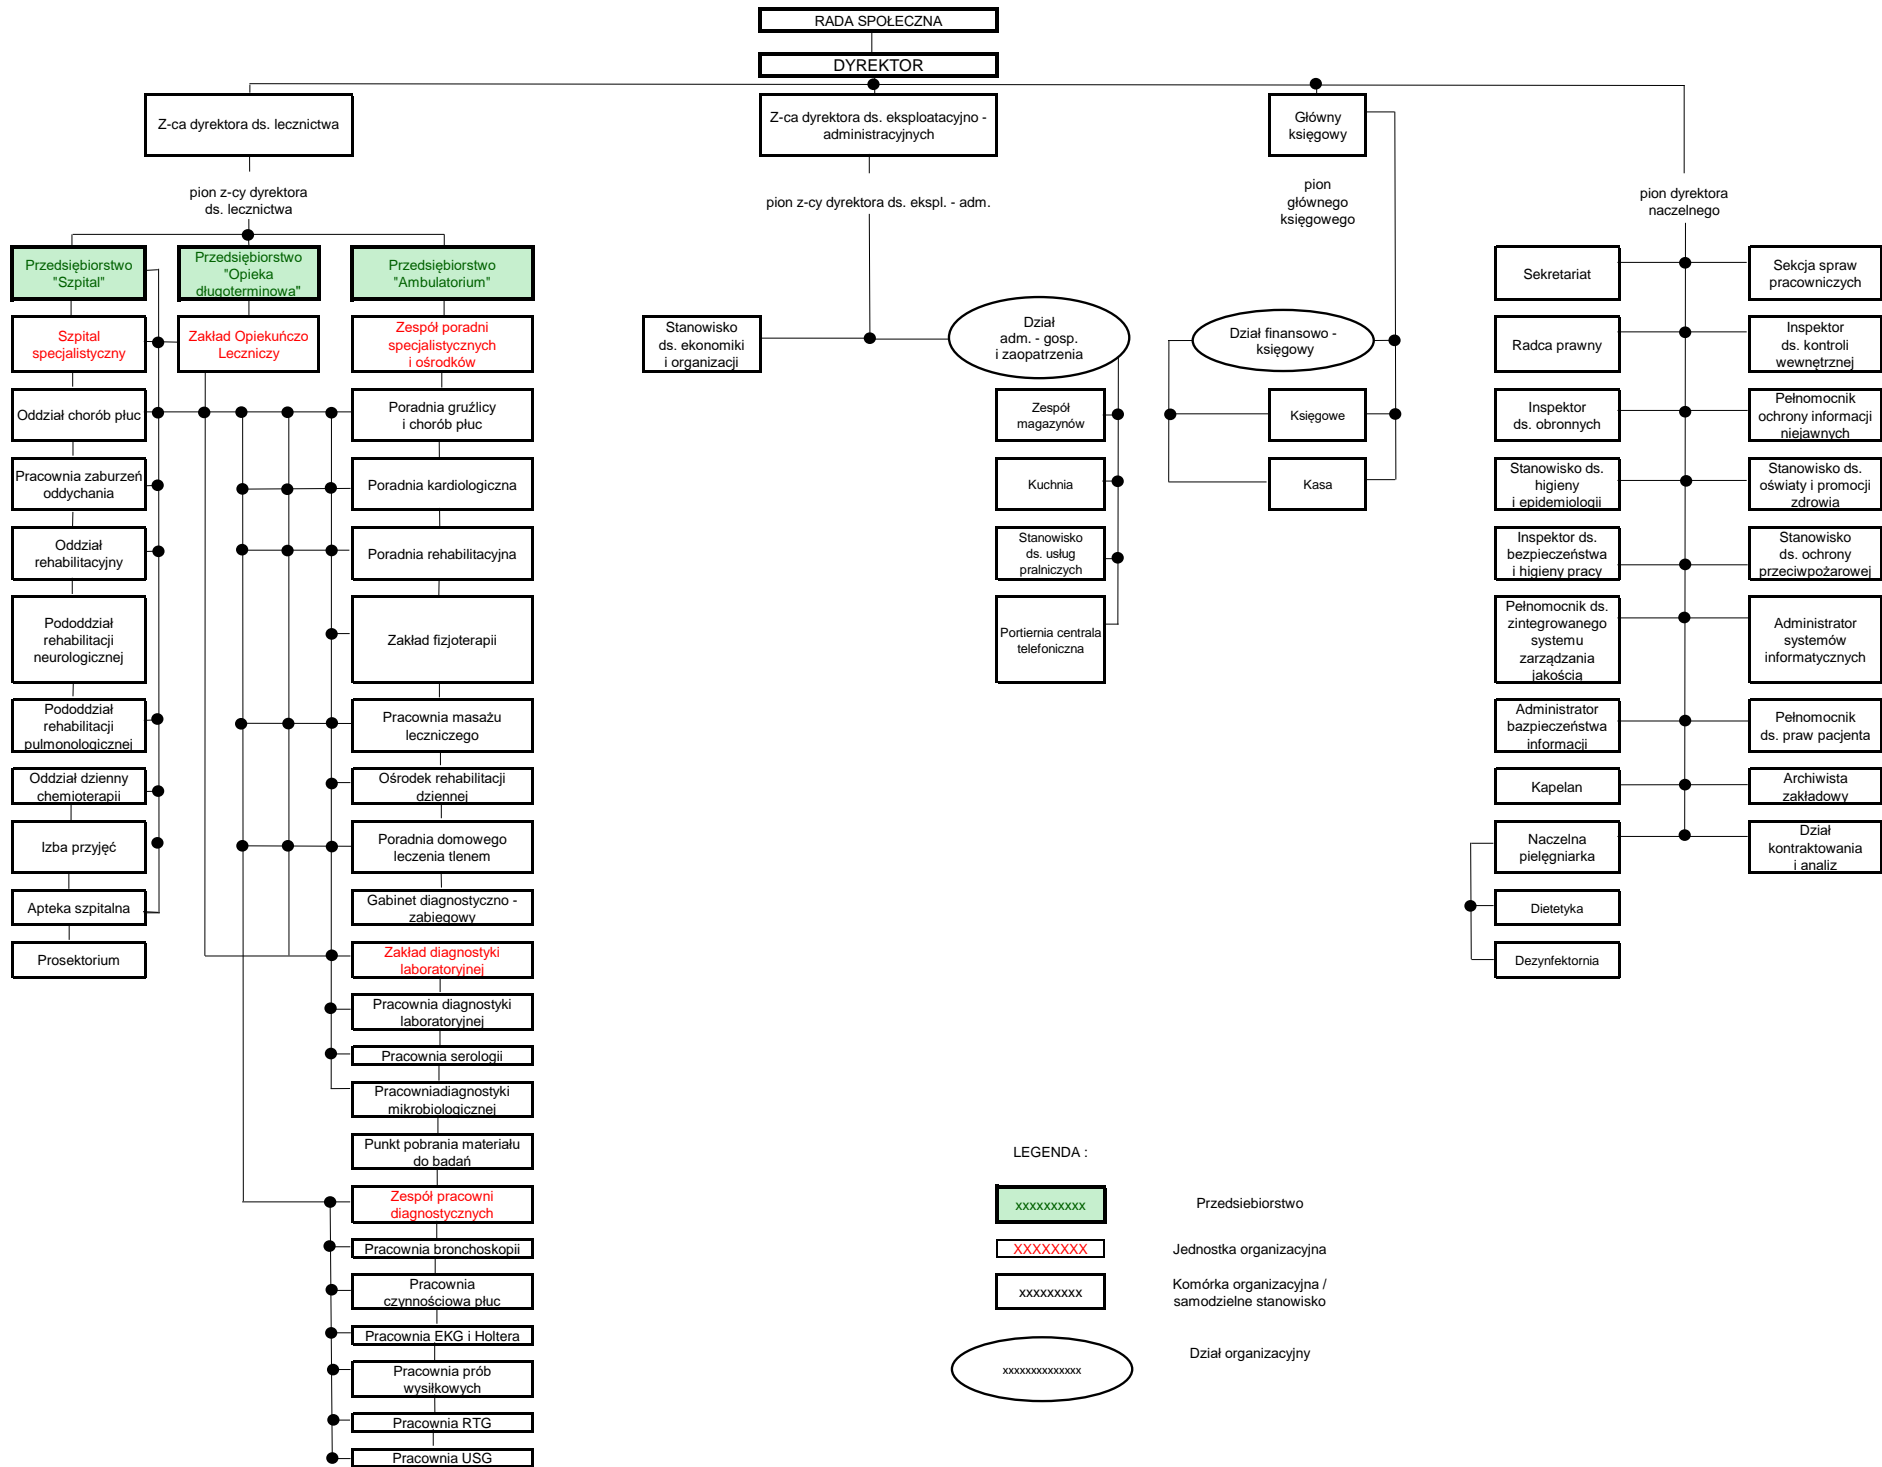 RADA SPOŁECZNA
DYREKTOR
Z-ca dyrektora ds. lecznictwa
Z-ca dyrektora ds. eksploatacyjno -
administracyjnych
Główny
księgowy
pion z-cy dyrektora
ds. lecznictwa
pion z-cy dyrektora ds. ekspl. - adm.
pion
głównego
księgowego
pion dyrektora
naczelnego
Przedsiębiorstwo
"Szpital"
Przedsiębiorstwo
"Opieka
długoterminowa"
Przedsiębiorstwo
"Ambulatorium"
Szpital
specjalistyczny
Zakład Opiekuńczo
Leczniczy
Zespół poradni
specjalistycznych
i ośrodków
Oddział chorób płuc
Pracownia zaburzeń
oddychania
Oddział
rehabilitacyjny
Pododdział
rehabilitacji
neurologicznej
Pododdział
rehabilitacji
pulmonologicznej
Oddział dzienny
chemioterapii
Izba przyjęć
Apteka szpitalna
Prosektorium
Poradnia gruźlicy
i chorób płuc
Poradnia kardiologiczna
Poradnia rehabilitacyjna
Zakład fizjoterapii
Pracownia masażu
leczniczego
Ośrodek rehabilitacji
dziennej
Poradnia domowego
leczenia tlenem
Gabinet diagnostyczno -
zabiegowy
Zakład diagnostyki
laboratoryjnej
Pracownia diagnostyki
laboratoryjnej
Pracownia serologii
Pracowniadiagnostyki
mikrobiologicznej
Punkt pobrania materiału
do badań
Zespół pracowni
diagnostycznych
Pracownia bronchoskopii
Pracownia
czynnościowa płuc
Pracownia EKG i Holtera
Pracownia prób
wysiłkowych
Pracownia RTG
Pracownia USG
Stanowisko
ds. ekonomiki
i organizacji
Dział
adm. - gosp.
i zaopatrzenia
Zespół
magazynów
Kuchnia
Stanowisko
ds. usług
pralniczych
Portiernia centrala
telefoniczna
Dział finansowo -
księgowy
Księgowe
Kasa
Sekretariat
Sekcja spraw
pracowniczych
Radca prawny
Inspektor
ds. kontroli
wewnętrznej
Inspektor
ds. obronnych
Pełnomocnik
ochrony informacji
niejawnych
Stanowisko ds.
higieny
i epidemiologii
Stanowisko ds.
oświaty i promocji
zdrowia
Inspektor ds.
bezpieczeństwa
i higieny pracy
Stanowisko
ds. ochrony
przeciwpożarowej
Pełnomocnik ds.
zintegrowanego
systemu
zarządzania
jakością
Administrator
systemów
informatycznych
Administrator
bazpieczeństwa
informacji
Pełnomocnik
ds. praw pacjenta
Kapelan
Archiwista
zakładowy
Naczelna
pielęgniarka
Dział
kontraktowania
i analiz
Dietetyka
Dezynfektornia
LEGENDA :
xxxxxxxxxx
Przedsiebiorstwo
XXXXXXXX
Jednostka organizacyjna
xxxxxxxxx
Komórka organizacyjna /
samodzielne stanowisko
xxxxxxxxxxxxxx
Dział organizacyjny